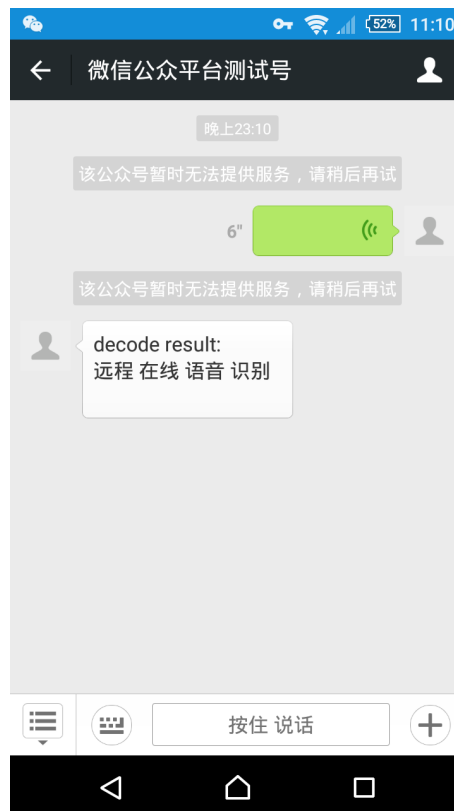 52% 11:10
微信公众平台测试号
晚上23:10
该公众号暂时无法提供服务，请稍后再试
6"
该公众号暂时无法提供服务，请稍后再试
decode result:
远程 在线 语音 识别
按住 说话